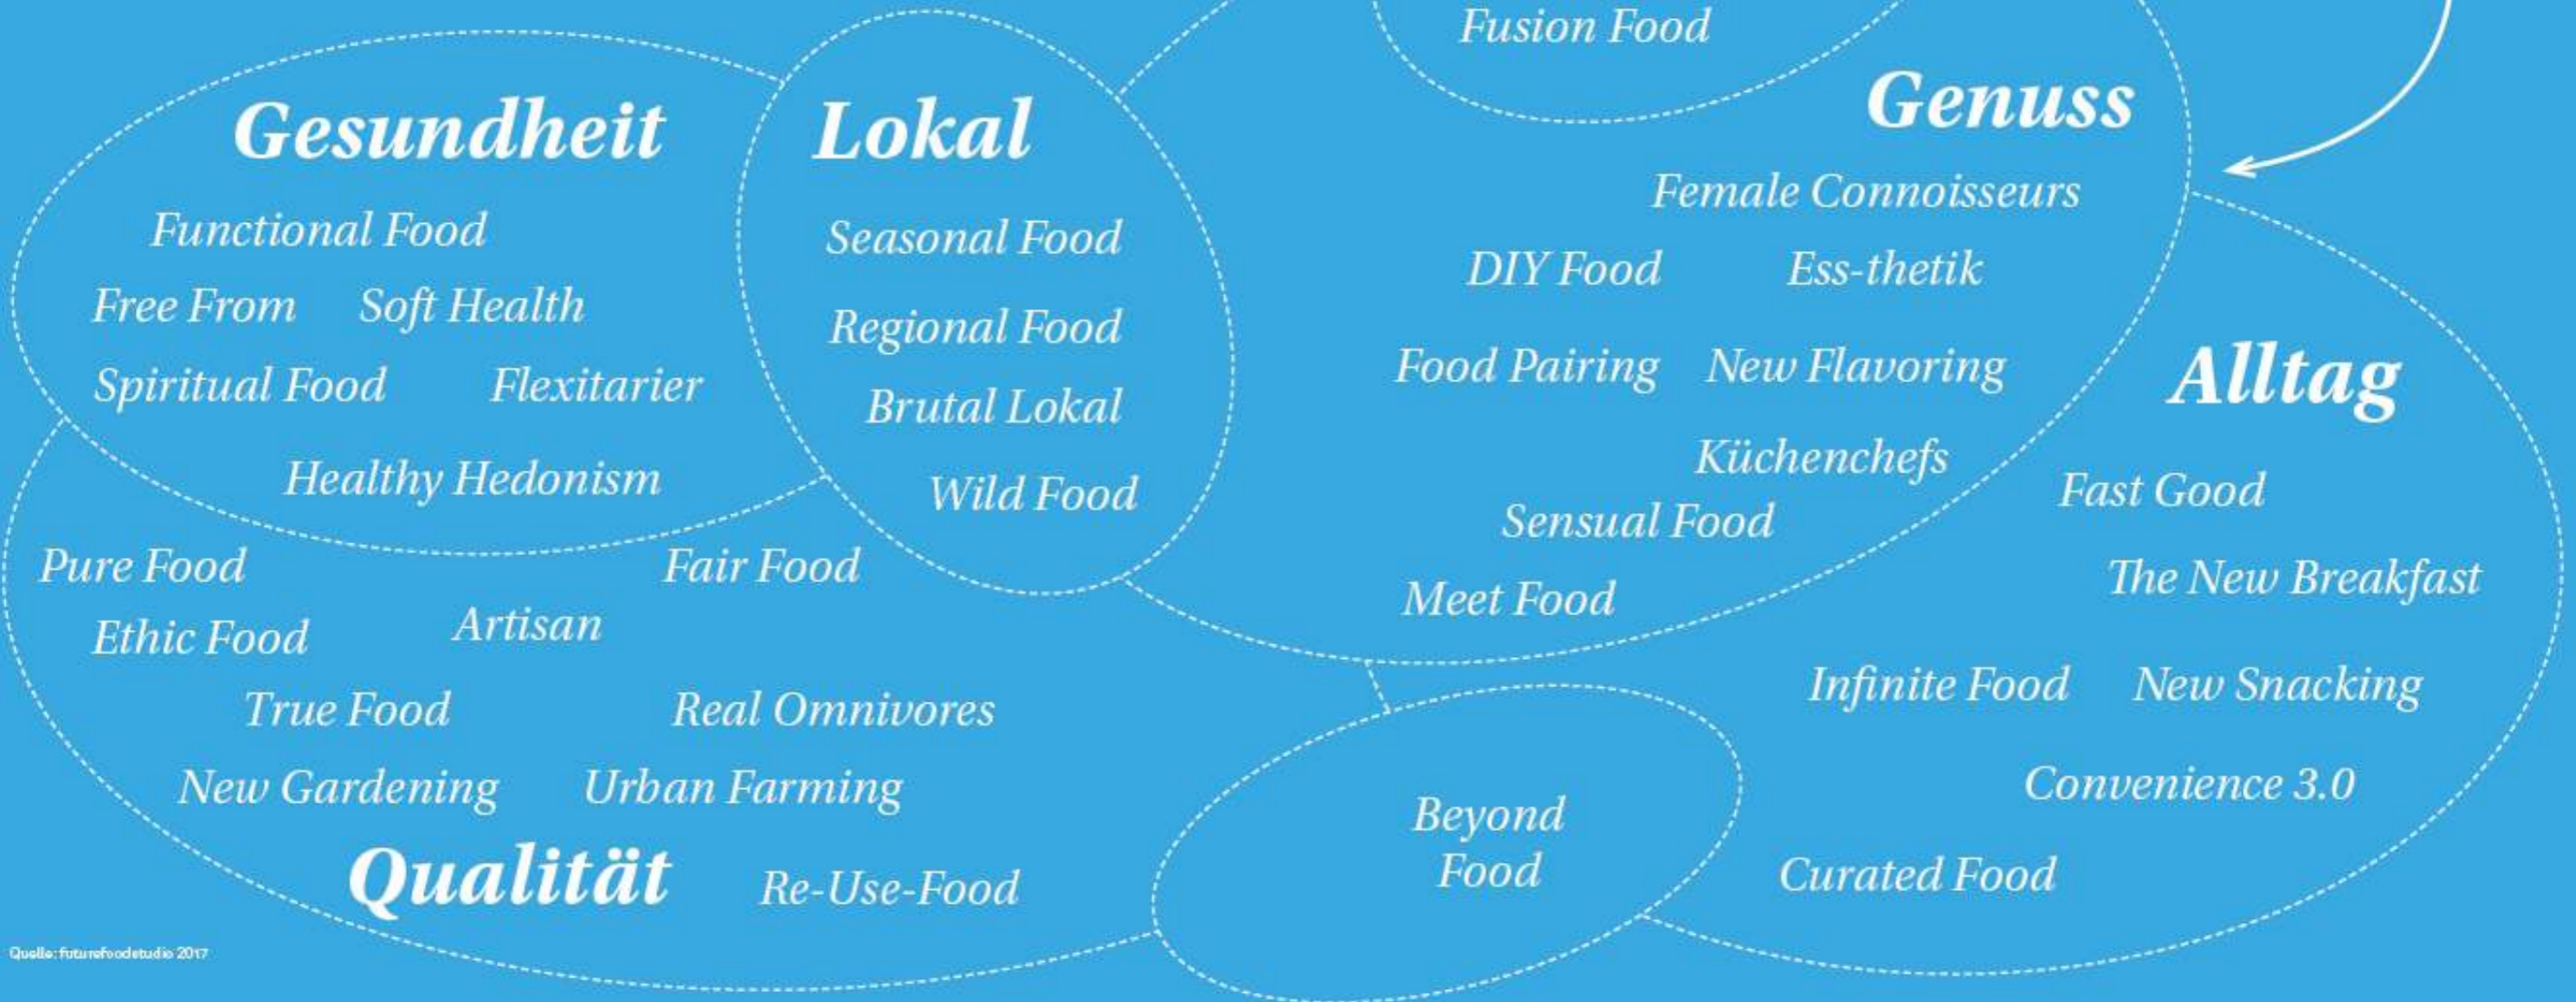 Fusion Food
Gesundheit
Functional Food
Free From
Soft Health
Spiritual Food
Flexitarier
Healthy Hedonism
Lokal
Seasonal Food
Regional Food
Brutal Lokal
Wild Food
Genuss
Female Connoisseurs
DIY Food
Ess-thetik
Food Pairing
New Flavoring
Küchenchefs
Sensual Food
Meet Food
Alltag
Fast Good
The New Breakfast
Infinite Food
New Snacking
Convenience 3.0
Curated Food
Pure Food
Fair Food
Ethic Food
Artisan
True Food
Real Omnivores
New Gardening
Urban Farming
Qualität
Re-Use-Food
Beyond
Food
Quelle: futurefoodstudio 2017